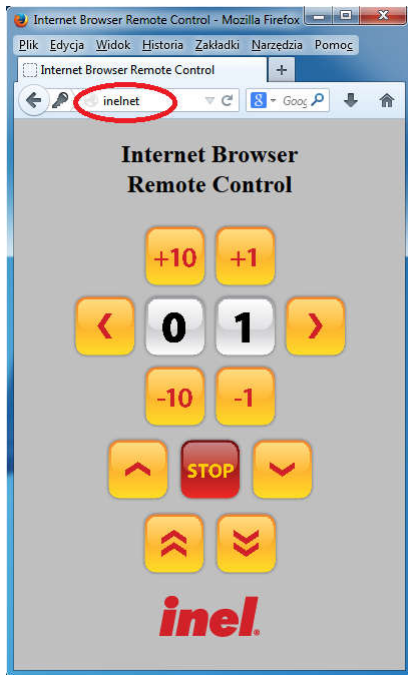 Internet Browser Remote Control - Mozilla Firefox
Plik Edycja Widok Historia Zakładki Narzędzia Pomoc
Internet Browser Remote Control +
inelnet 8 Goog
Internet Browser
Remote Control
+10 +1
0 1
-10 -1
STOP
inel.